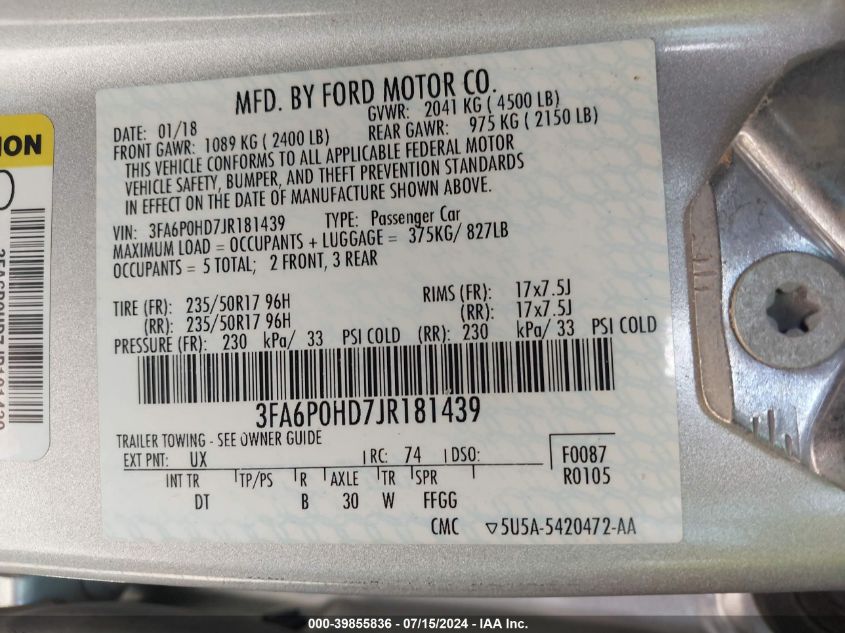 MFD. BY FORD MOTOR CO.
DATE: 01/18 GVWR: 2041 KG ( 4500 LB)
FRONT GAWR: 1089 KG ( 2400 LB) REAR GAWR: 975 KG ( 2150 LB)
THIS VEHICLE CONFORMS TO ALL APPLICABLE FEDERAL MOTOR
VEHICLE SAFETY, BUMPER, AND THEFT PREVENTION STANDARDS
IN EFFECT ON THE DATE OF MANUFACTURE SHOWN ABOVE.
VIN: 3FA6P0HD7JR181439 TYPE: Passenger Car
MAXIMUM LOAD = OCCUPANTS + LUGGAGE = 375KG/ 827LB
OCCUPANTS = 5 TOTAL; 2 FRONT, 3 REAR
TIRE (FR): 235/50R17 96H RIMS (FR): 17x7.5J
(RR): 235/50R17 96H (RR): 17x7.5J
PRESSURE (FR): 230 kPa/ 33 PSI COLD (RR): 230 kPa/ 33 PSI COLD
3FA6P0HD7JR181439
TRAILER TOWING - SEE OWNER GUIDE
EXT PNT: UX RC: 74 DSO: F0087
INT TR TP/PS R AXLE TR SPR R0105
DT B 30 W FFGG
CMC ▽5U5A-5420472-AA
000-39855836 - 07/15/2024 - IAA Inc.